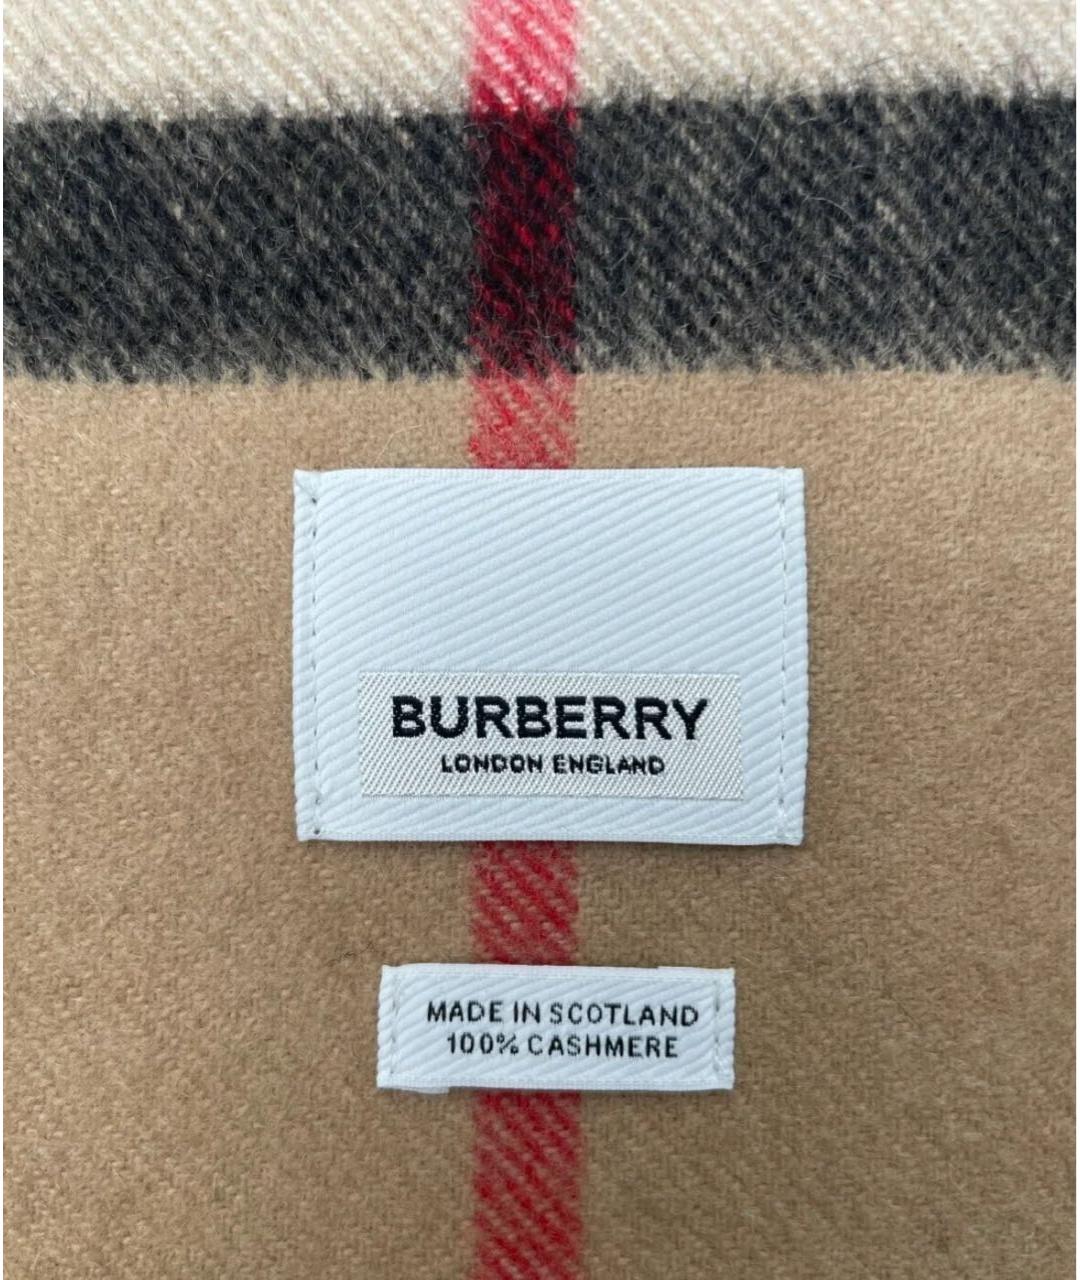 BURBERRY
LONDON ENGLAND
MADE IN SCOTLAND
100% CASHMERE